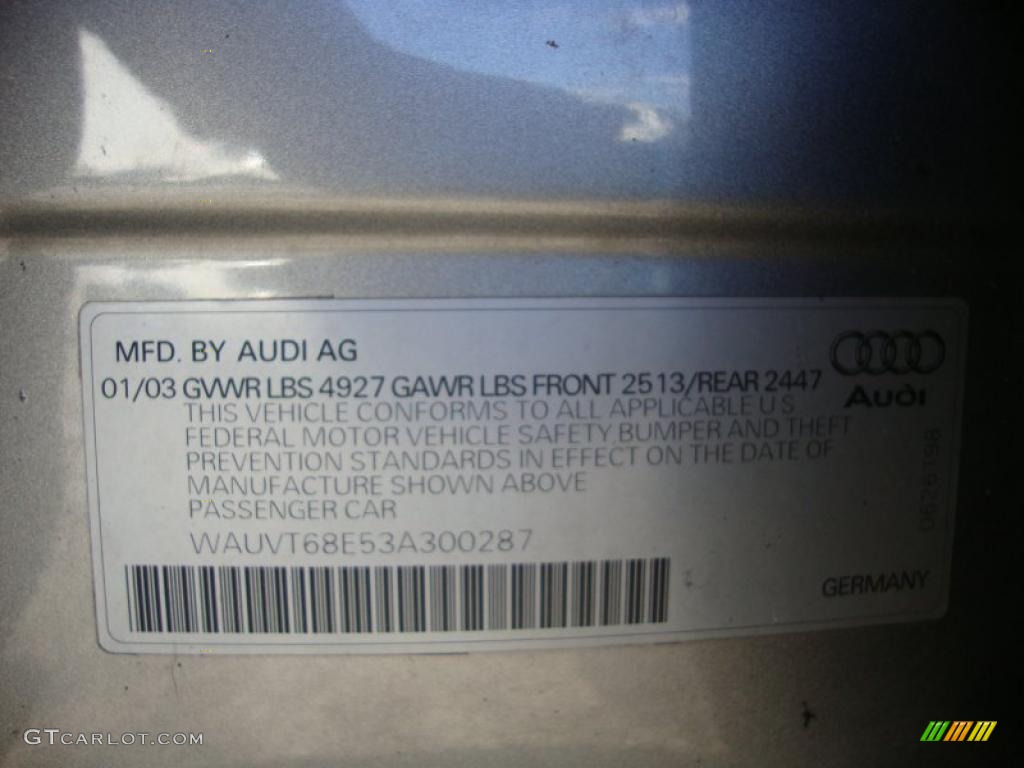 MFD. BY AUDI AG
01/03 GVWR LBS 4927 GAWR LBS FRONT 2513/REAR 2447
THIS VEHICLE CONFORMS TO ALL APPLICABLE U S
FEDERAL MOTOR VEHICLE SAFETY, BUMPER AND THEFT
PREVENTION STANDARDS IN EFFECT ON THE DATE OF
MANUFACTURE SHOWN ABOVE
PASSENGER CAR
WAUVT68E53A300287
Audi
0626198
GERMANY
GTCARLOT.COM